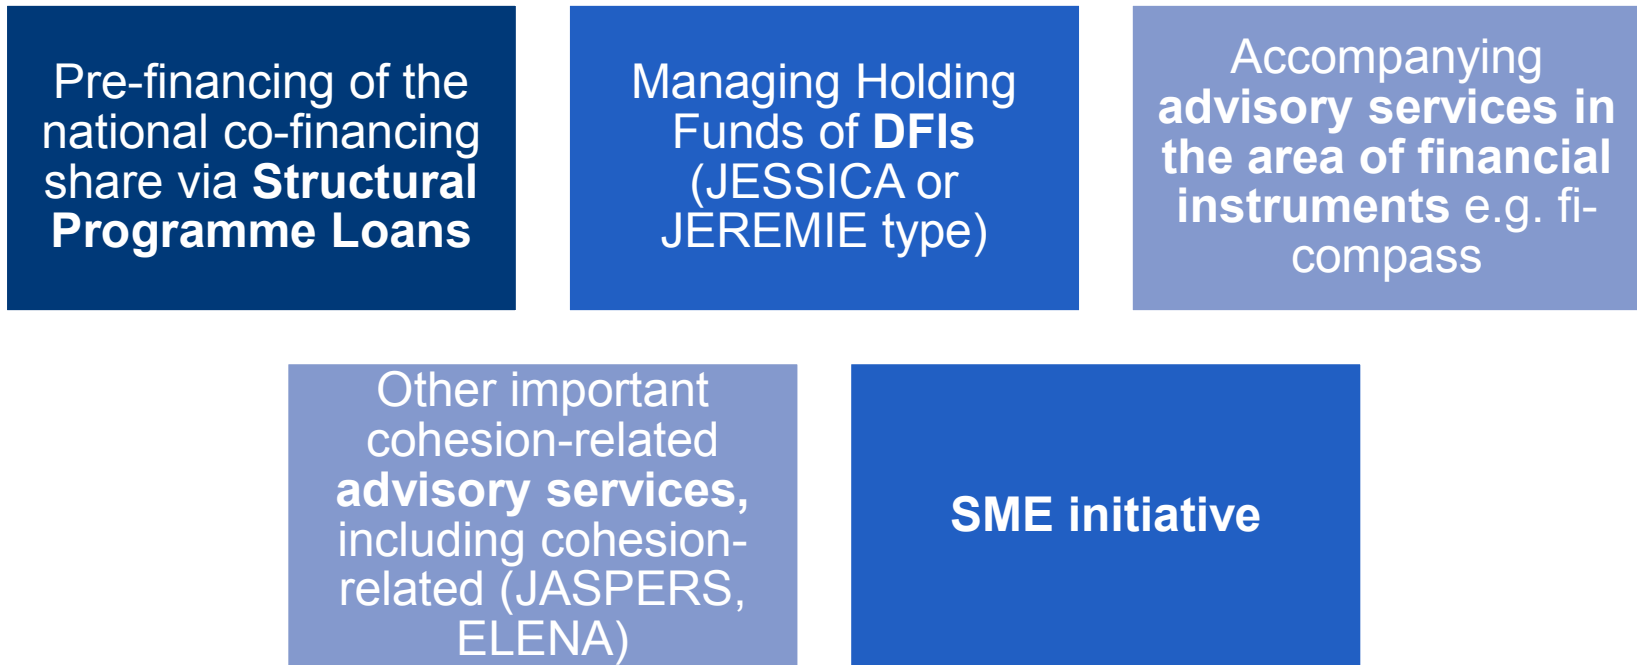 Pre-financing of the
national co-financing
share via Structural
Programme Loans
Managing Holding
Funds of DFIs
(JESSICA or
JEREMIE type)
Accompanying
advisory services in
the area of financial
instruments e.g. fi-
compass
Other important
cohesion-related
advisory services,
including cohesion-
related (JASPERS,
ELENA)
SME initiative